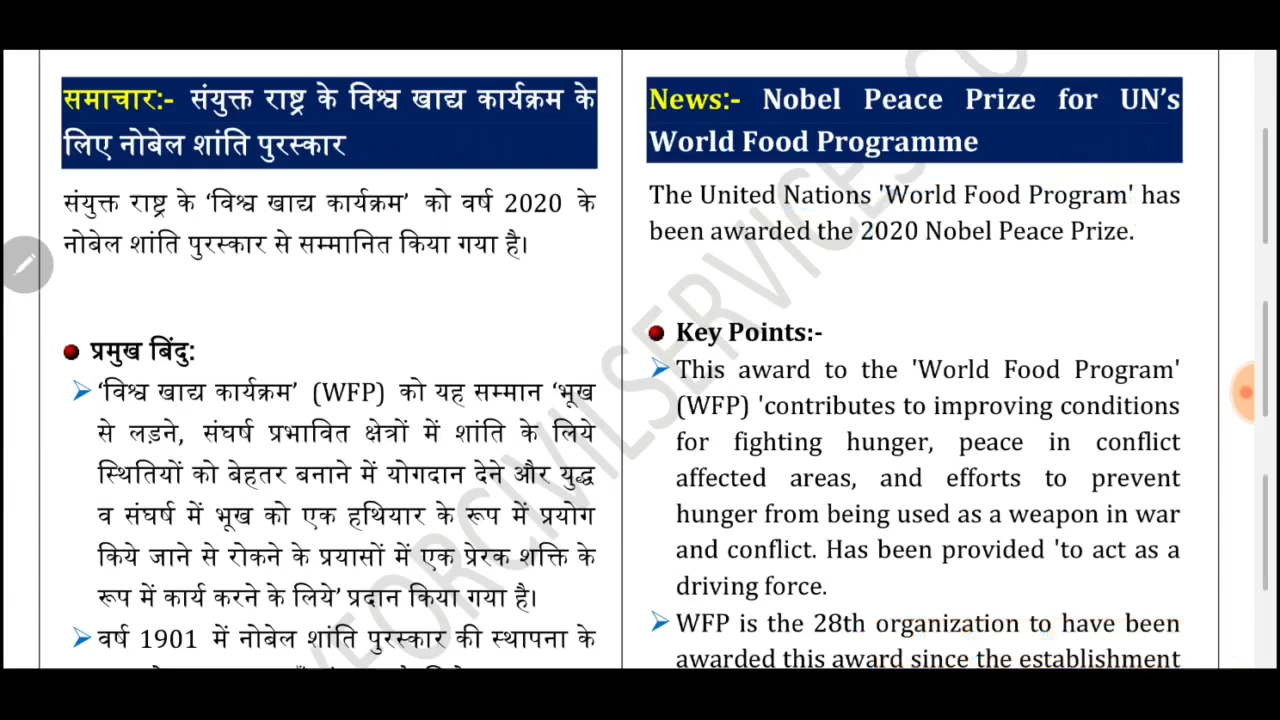 समाचार:- संयुक्त राष्ट्र के विश्व खाद्य कार्यक्रम के
लिए नोबेल शांति पुरस्कार
संयुक्त राष्ट्र के ‘विश्व खाद्य कार्यक्रम’ को वर्ष 2020 के
नोबेल शांति पुरस्कार से सम्मानित किया गया है।
प्रमुख बिंदु:
‘विश्व खाद्य कार्यक्रम’ (WFP) को यह सम्मान ‘भूख
से लड़ने, संघर्ष प्रभावित क्षेत्रों में शांति के लिये
स्थितियों को बेहतर बनाने में योगदान देने और युद्ध
व संघर्ष में भूख को एक हथियार के रूप में प्रयोग
किये जाने से रोकने के प्रयासों में एक प्रेरक शक्ति के
रूप में कार्य करने के लिये’ प्रदान किया गया है।
वर्ष 1901 में नोबेल शांति पुरस्कार की स्थापना के
News:- Nobel Peace Prize for UN’s
World Food Programme
The United Nations 'World Food Program' has
been awarded the 2020 Nobel Peace Prize.
Key Points:-
This award to the 'World Food Program'
(WFP) 'contributes to improving conditions
for fighting hunger, peace in conflict
affected areas, and efforts to prevent
hunger from being used as a weapon in war
and conflict. Has been provided 'to act as a
driving force.
WFP is the 28th organization to have been
awarded this award since the establishment